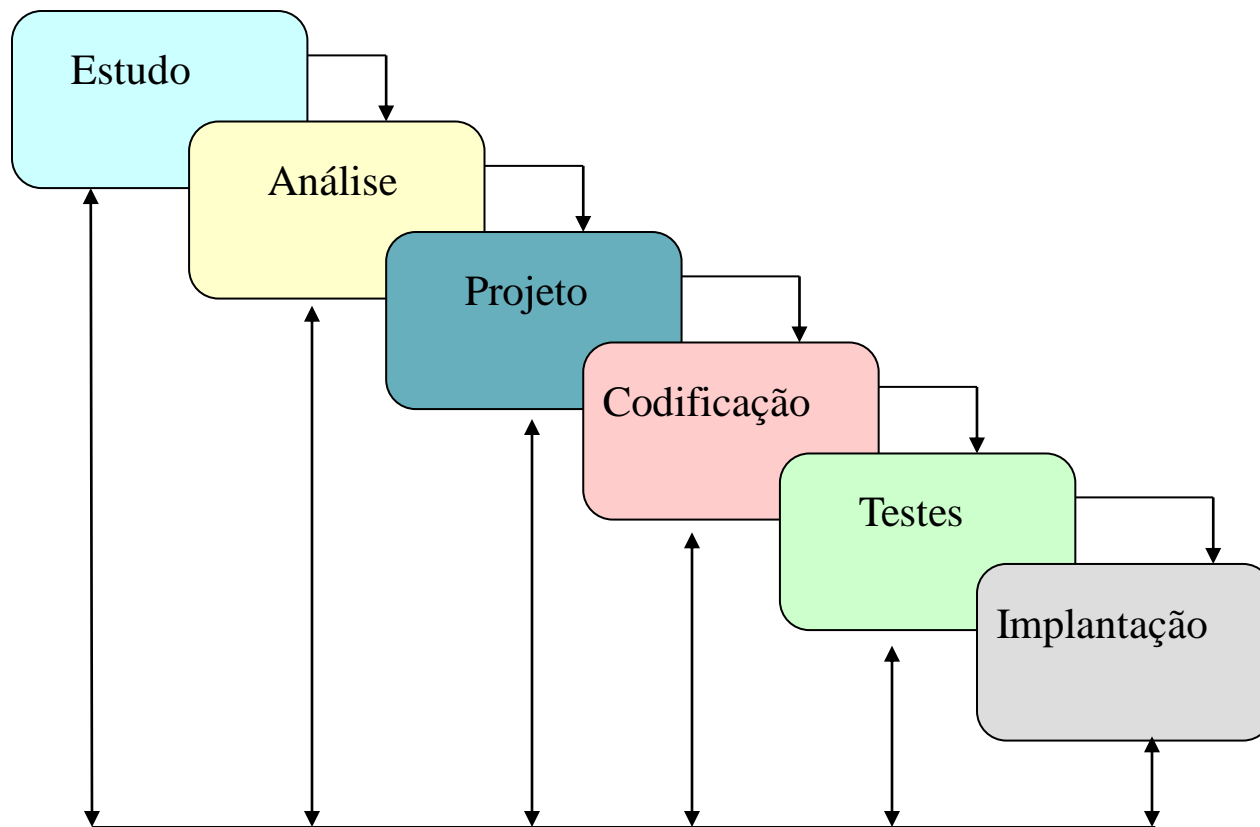 Estudo
Análise
Projeto
Codificação
Testes
Implantação